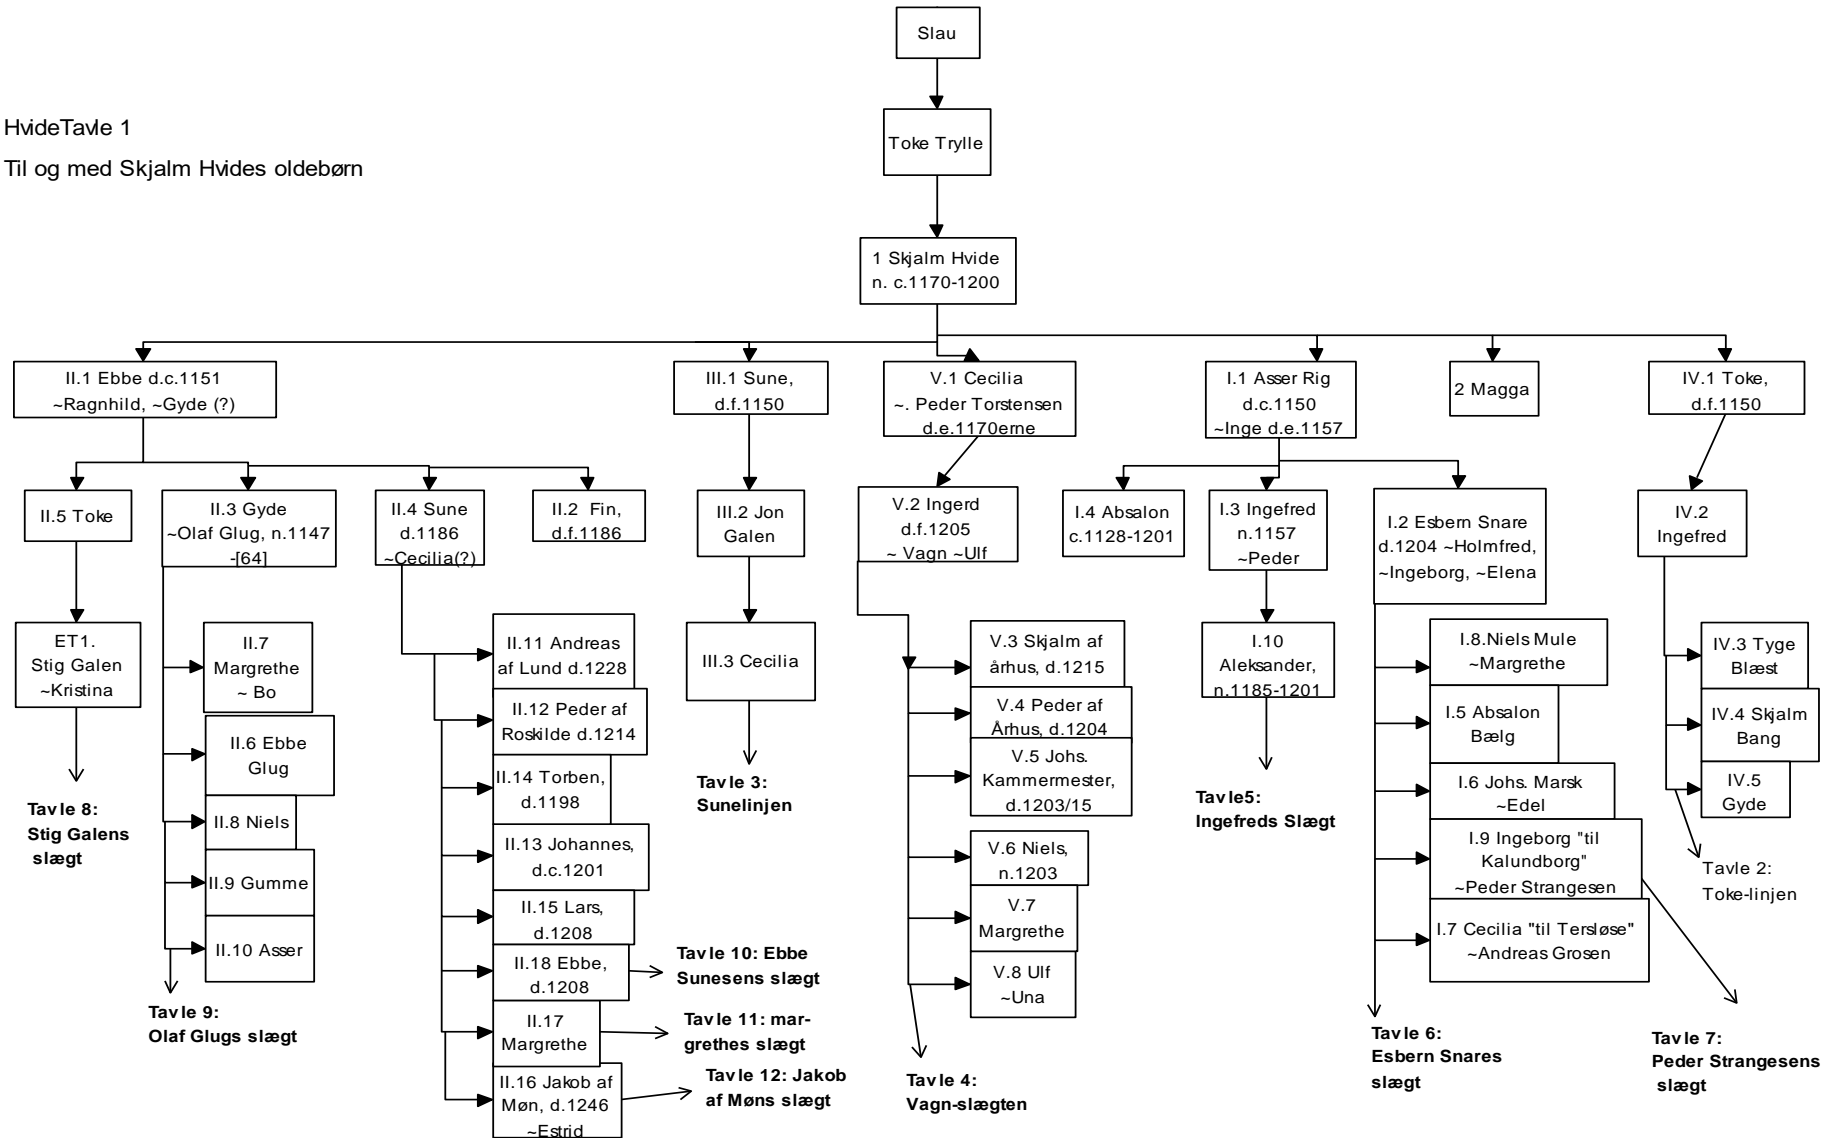 Slau
HvideTavle 1
Til og med Skjalm Hvides oldebørn
Toke Trylle
1 Skjalm Hvide
n. c.1170-1200
II.1 Ebbe d.c.1151
~Ragnhild, ~Gyde (?)
III.1 Sune,
d.f.1150
V.1 Cecilia
~. Peder Torstensen
d.e.1170erne
I.1 Asser Rig
d.c.1150
~Inge d.e.1157
2 Magga
IV.1 Toke,
d.f.1150
II.5 Toke
II.3 Gyde
~Olaf Glug, n.1147
-[64]
II.4 Sune
d.1186
~Cecilia(?)
II.2 Fin,
d.f.1186
III.2 Jon
Galen
V.2 Ingerd
d.f.1205
~ Vagn ~Ulf
I.4 Absalon
c.1128-1201
I.3 Ingefred
n.1157
~Peder
I.2 Esbern Snare
d.1204 ~Holmfred,
~Ingeborg, ~Elena
IV.2
Ingefred
ET1.
Stig Galen
~Kristina
Tavle 8:
Stig Galens
slægt
II.7
Margrethe
~ Bo
II.6 Ebbe
Glug
II.8 Niels
II.9 Gumme
II.10 Asser
Tavle 9:
Olaf Glugs slægt
II.11 Andreas
af Lund d.1228
II.12 Peder af
Roskilde d.1214
II.14 Torben,
d.1198
II.13 Johannes,
d.c.1201
II.15 Lars,
d.1208
II.18 Ebbe,
d.1208
II.17
Margrethe
II.16 Jakob af
Møn, d.1246
~Estrid
Tavle 10: Ebbe
Sunesens slægt
Tavle 11: mar-
grethes slægt
Tavle 12: Jakob
af Møns slægt
III.3 Cecilia
Tavle 3:
Sunelinjen
V.3 Skjalm af
århus, d.1215
V.4 Peder af
Århus, d.1204
V.5 Johs.
Kammermester,
d.1203/15
V.6 Niels,
n.1203
V.7
Margrethe
V.8 Ulf
~Una
Tavle 4:
Vagn-slægten
I.10
Aleksander,
n.1185-1201
Tavle5:
Ingefreds Slægt
I.8.Niels Mule
~Margrethe
I.5 Absalon
Bælg
I.6 Johs. Marsk
~Edel
I.9 Ingeborg "til
Kalundborg"
~Peder Strangesen
I.7 Cecilia "til Tersløse"
~Andreas Grosen
Tavle 6:
Esbern Snares
slægt
IV.3 Tyge
Blæst
IV.4 Skjalm
Bang
IV.5
Gyde
Tavle 2:
Toke-linjen
Tavle 7:
Peder Strangesens
slægt